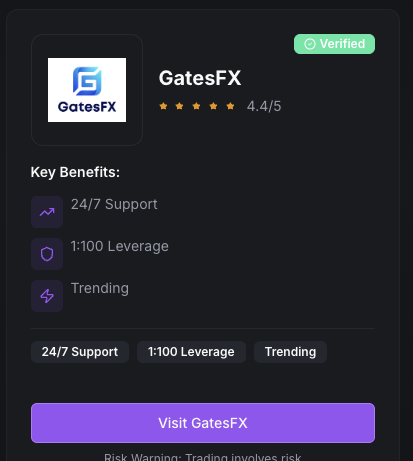 Verified
GatesFX
GatesFX
4.4/5
Key Benefits:
24/7 Support
1:100 Leverage
Trending
24/7 Support 1:100 Leverage Trending
Visit GatesFX
Risk Warning: Trading involves risk